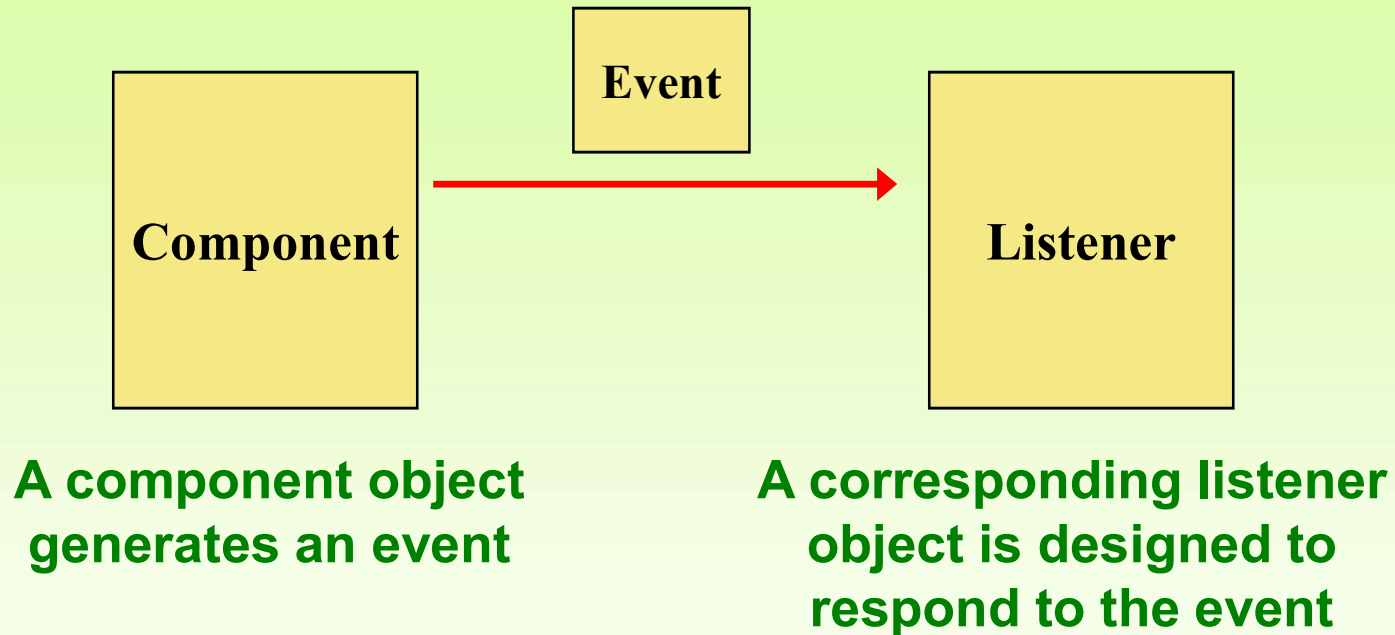 Event
Component
Listener
A component object
generates an event
A corresponding listener
object is designed to
respond to the event